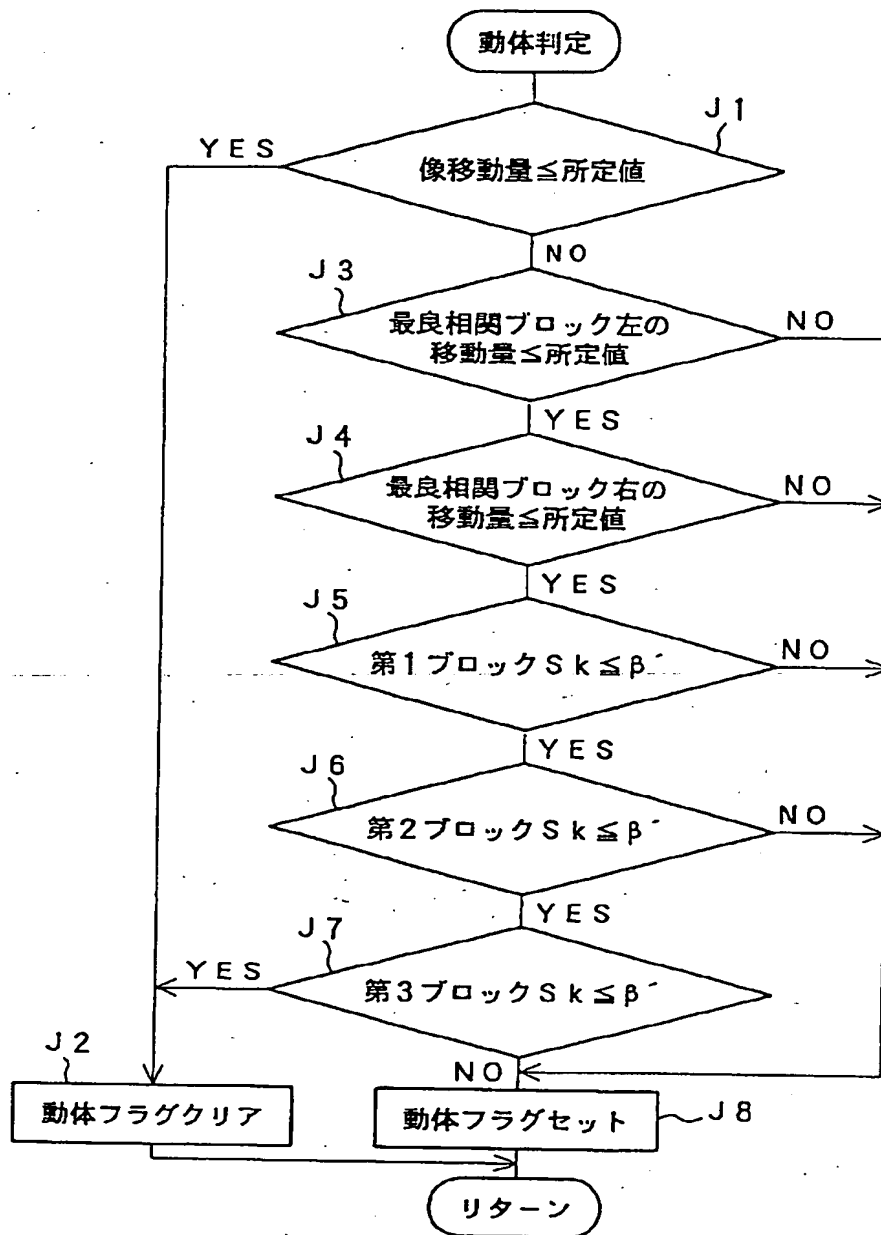 動体判定
J1
YES
像移動量≦所定値
NO
J3
最良相関ブロック左の
移動量≦所定値
NO
YES
J4
最良相関ブロック右の
移動量≦所定値
NO
YES
J5
第1ブロックSk≦β´
NO
YES
J6
第2ブロックSk≦β´
NO
YES
J7
YES
第3ブロックSk≦β´
J2
NO
動体フラグクリア
動体フラグセット
J8
リターン